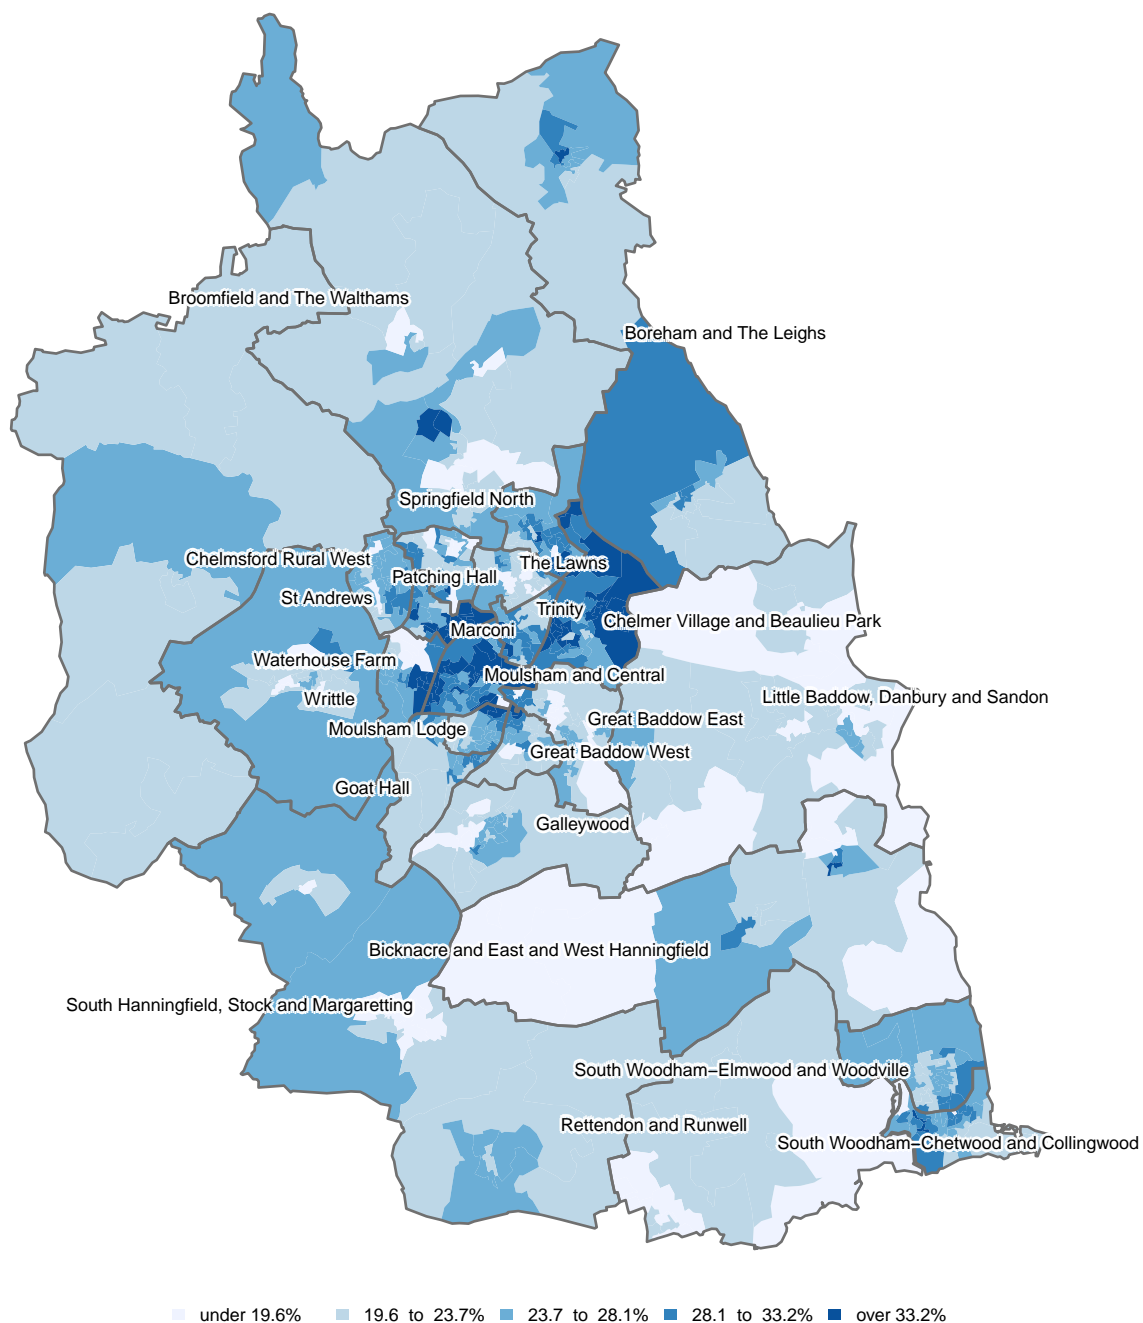 Broomfield and The Walthams
Boreham and The Leighs
Springfield North
Chelmsford Rural West
The Lawns
Patching Hall
St Andrews
Trinity
Chelmer Village and Beaulieu Park
Marconi
Waterhouse Farm
Moulsham and Central
Writtle
Little Baddow, Danbury and Sandon
Great Baddow East
Moulsham Lodge
Great Baddow West
Goat Hall
Galleywood
Bicknacre and East and West Hanningfield
South Hanningfield, Stock and Margaretting
South Woodham−Elmwood and Woodville
Rettendon and Runwell
South Woodham−Chetwood and Collingwood
under 19.6% 19.6 to 23.7% 23.7 to 28.1% 28.1 to 33.2% over 33.2%